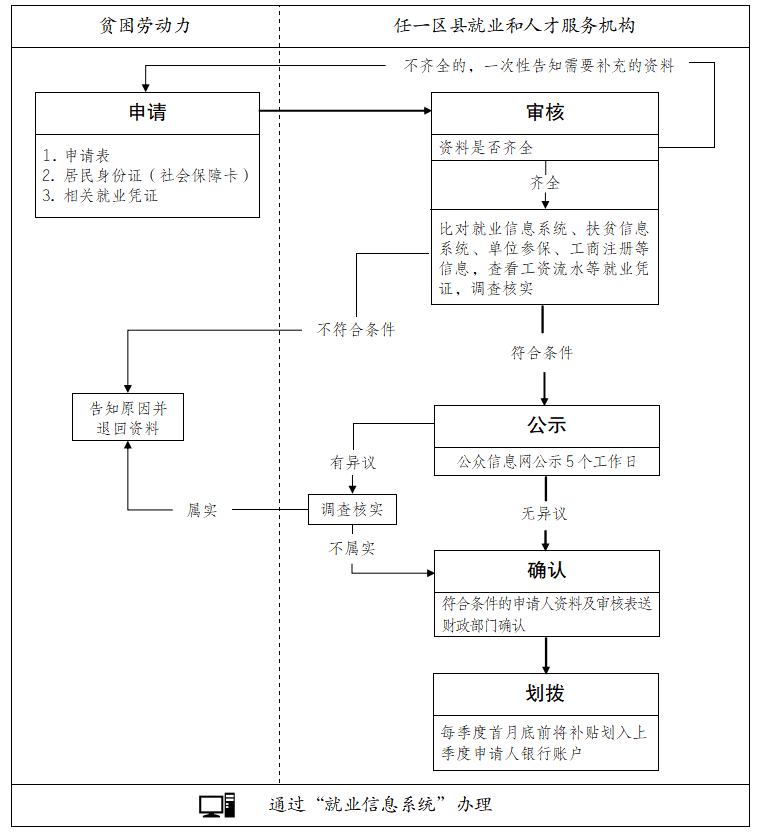 贫困劳动力
任一区县就业和人才服务机构
不齐全的，一次性告知需要补充的资料
申请
1. 申请表
2. 居民身份证（社会保障卡）
3. 相关就业凭证
审核
资料是否齐全
齐全
比对就业信息系统、扶贫信息
系统、单位参保、工商注册等
信息，查看工资流水等就业凭
证，调查核实
不符合条件
符合条件
告知原因并
退回资料
公示
公众信息网公示5个工作日
有异议
无异议
调查核实
属实
不属实
确认
符合条件的申请人资料及审核表送
财政部门确认
划拨
每季度首月底前将补贴划入上
季度申请人银行账户
通过“就业信息系统”办理